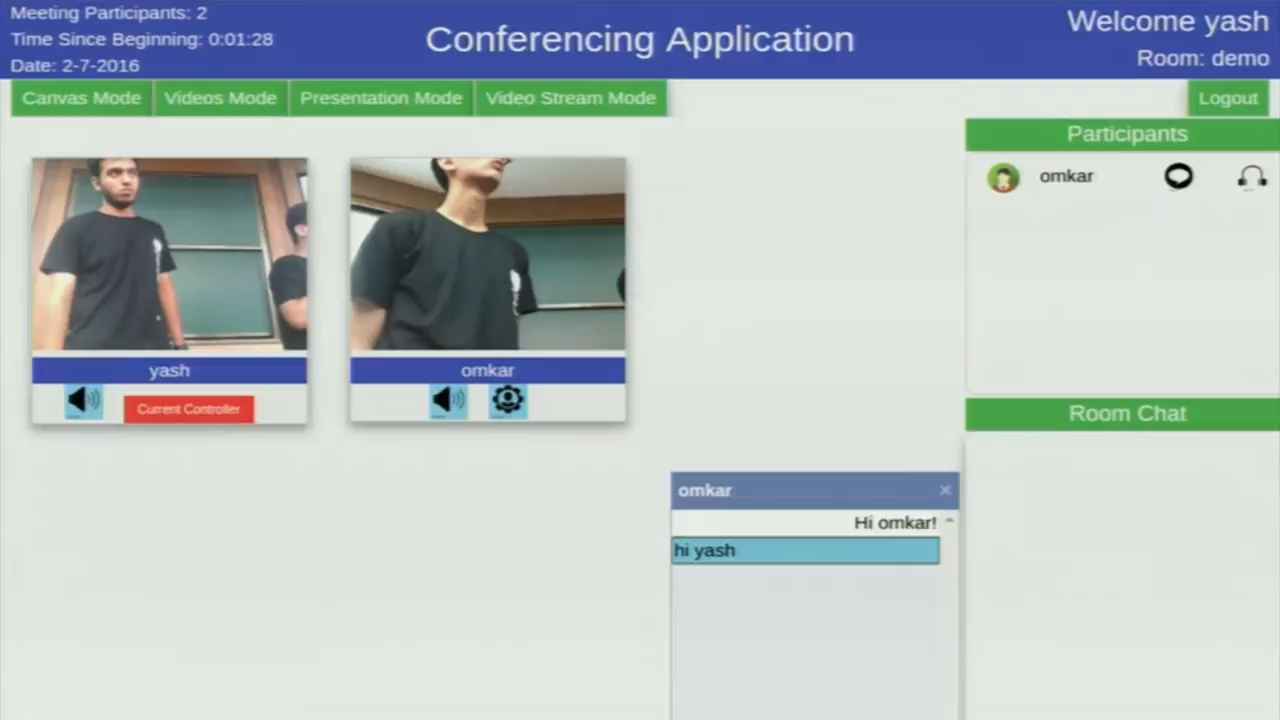 Meeting Participants: 2
Time Since Beginning: 0:01:28
Date: 2-7-2016
Conferencing Application
Welcome yash
Room: demo
Canvas Mode
Videos Mode
Presentation Mode
Video Stream Mode
Logout
Participants
omkar
yash
Current Controller
omkar
Room Chat
omkar ×
Hi omkar!
hi yash